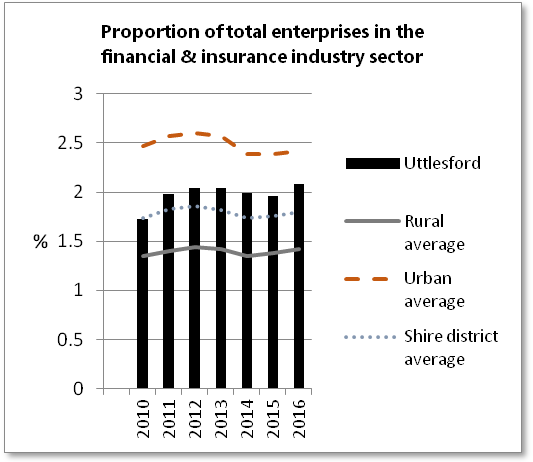 Proportion of total enterprises in the
financial & insurance industry sector
3
2.5
2
1.5
1
0.5
0
%
2010
2011
2012
2013
2014
2015
2016
Uttlesford
Rural
average
Urban
average
Shire district
average